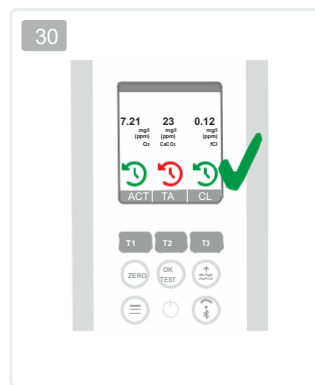 30
7.21 23 0.12
mg/l mg/l mg/l
(ppm) (ppm) (ppm)
O₂ CaCO₃ fCl
ACT TA CL
T1 T2 T3
ZERO OK
TEST